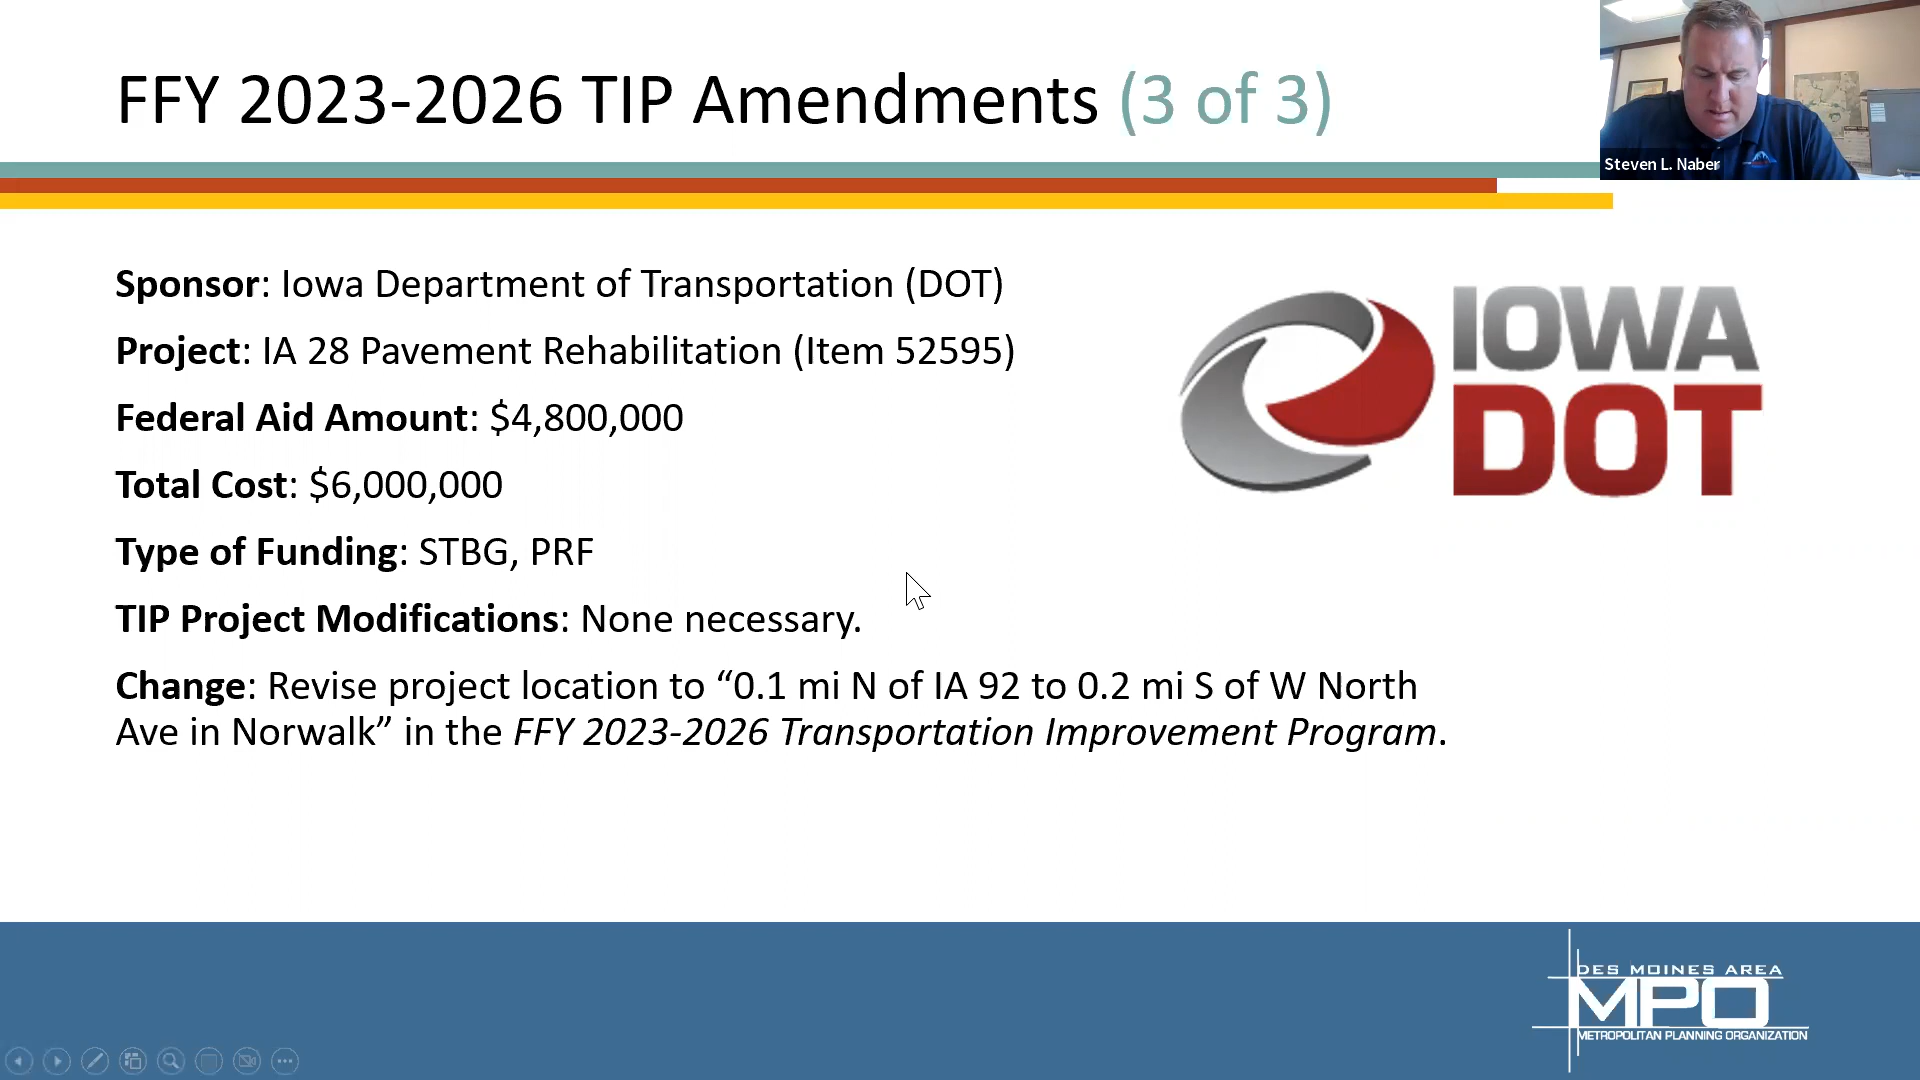 FFY 2023-2026 TIP Amendments (3 of 3)
Steven L. Naber
Sponsor: Iowa Department of Transportation (DOT)
Project: IA 28 Pavement Rehabilitation (Item 52595)
Federal Aid Amount: $4,800,000
Total Cost: $6,000,000
Type of Funding: STBG, PRF
TIP Project Modifications: None necessary.
Change: Revise project location to “0.1 mi N of IA 92 to 0.2 mi S of W North
Ave in Norwalk” in the FFY 2023-2026 Transportation Improvement Program.
IOWA
DOT
DES MOINES AREA
MPO
METROPOLITAN PLANNING ORGANIZATION